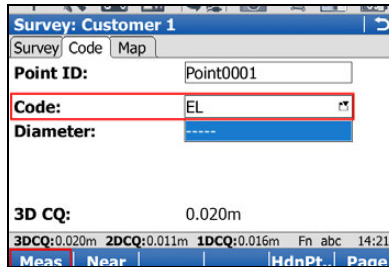 Survey: Customer 1
Survey Code Map
Point ID: Point0001
Code: EL
Diameter: -----
3D CQ: 0.020m
3DCQ:0.020m 2DCQ:0.011m 1DCQ:0.016m Fn abc 14:21
Meas Near HdnPt.. Page